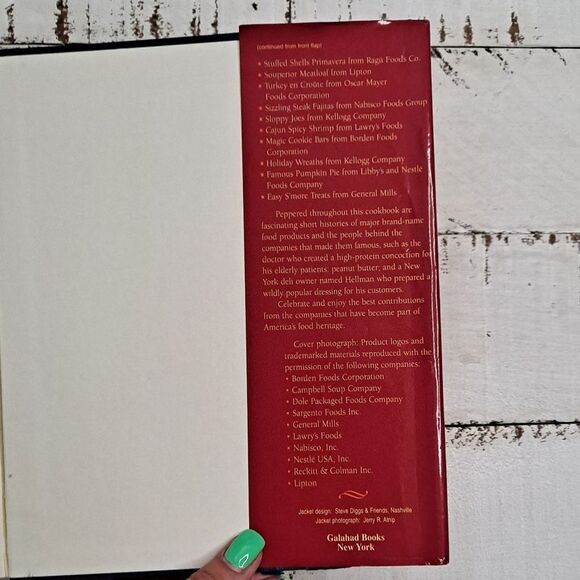 (continued from front flap)
* Stuffed Shells Primavera from Ragú Foods Co.
* Souperior Meatloaf from Lipton
* Turkey en Croûte from Oscar Mayer
Foods Corporation
* Sizzling Steak Fajitas from Nabisco Foods Group
* Sloppy Joes from Kellogg Company
* Cajun Spicy Shrimp from Lawry's Foods
* Magic Cookie Bars from Borden Foods
Corporation
* Holiday Wreaths from Kellogg Company
* Famous Pumpkin Pie from Libby's and Nestlé
Foods Company
* Easy S'more Treats from General Mills
Peppered throughout this cookbook are
fascinating short histories of major brand-name
food products and the people behind the
companies that made them famous, such as the
doctor who created a high-protein concoction for
his elderly patients: peanut butter; and a New
York deli owner named Hellman who prepared a
wildly popular dressing for his customers.
Celebrate and enjoy the best contributions
from the companies that have become part of
America's food heritage.
Cover photograph: Product logos and
trademarked materials reproduced with the
permission of the following companies:
• Borden Foods Corporation
• Campbell Soup Company
• Dole Packaged Foods Company
• Sargento Foods Inc.
• General Mills
• Lawry's Foods
• Nabisco, Inc.
• Nestlé USA, Inc.
• Reckitt & Colman Inc.
• Lipton
Jacket design: Steve Diggs & Friends, Nashville
Jacket photograph: Jerry R. Atnip
Galahad Books
New York